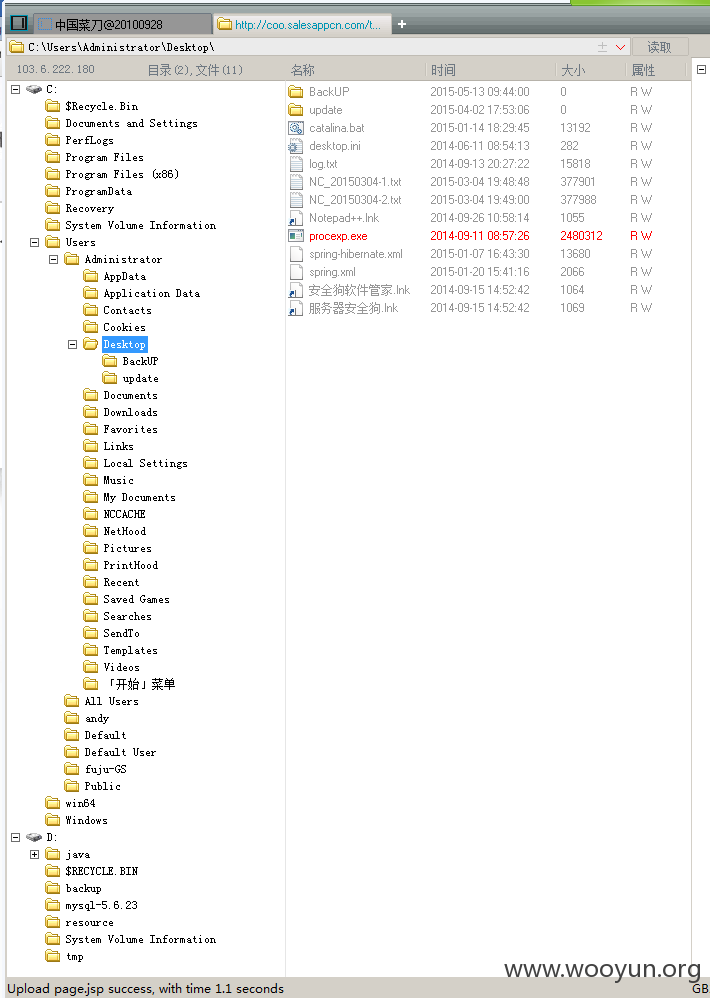 中国菜刀@20100928 http://coo.salesappcn.com/t... +
C:\Users\Administrator\Desktop\ 读取
103.6.222.180 目录(2),文件(11) 名称 时间 大小 属性
C:
$Recycle.Bin
Documents and Settings
PerfLogs
Program Files
Program Files (x86)
ProgramData
Recovery
System Volume Information
Users
Administrator
AppData
Application Data
Contacts
Cookies
Desktop
BackUP
update
Documents
Downloads
Favorites
Links
Local Settings
Music
My Documents
NCCACHE
NetHood
Pictures
PrintHood
Recent
Saved Games
Searches
SendTo
Templates
Videos
「开始」菜单
All Users
andy
Default
Default User
fuju-GS
Public
win64
Windows
D:
java
$RECYCLE.BIN
backup
mysql-5.6.23
resource
System Volume Information
tmp
BackUP 2015-05-13 09:44:00 0 R W
update 2015-04-02 17:53:06 0 R W
catalina.bat 2015-01-14 18:29:45 13192 R W
desktop.ini 2014-06-11 08:54:13 282 R W
log.txt 2014-09-13 20:27:22 15818 R W
NC_20150304-1.txt 2015-03-04 19:48:48 377901 R W
NC_20150304-2.txt 2015-03-04 19:49:00 377988 R W
Notepad++.lnk 2014-09-26 10:58:14 1055 R W
procexp.exe 2014-09-11 08:57:26 2480312 R W
spring-hibernate.xml 2015-01-07 16:43:30 13680 R W
spring.xml 2015-01-20 15:41:16 2066 R W
安全狗软件管家.lnk 2014-09-15 14:52:42 1064 R W
服务器安全狗.lnk 2014-09-15 14:52:42 1069 R W
www.wooyun.org
Upload page.jsp success, with time 1.1 seconds GB